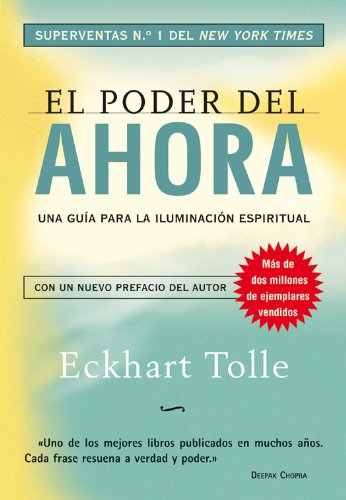 SUPERVENTAS N.º 1 DEL NEW YORK TIMES
EL PODER DEL
AHORA
UNA GUÍA PARA LA ILUMINACIÓN ESPIRITUAL
CON UN NUEVO PREFACIO DEL AUTOR
Más de
dos millones
de ejemplares
vendidos
Eckhart Tolle
«Uno de los mejores libros publicados en muchos años.
Cada frase resuena a verdad y poder.»
DEEPAK CHOPRA